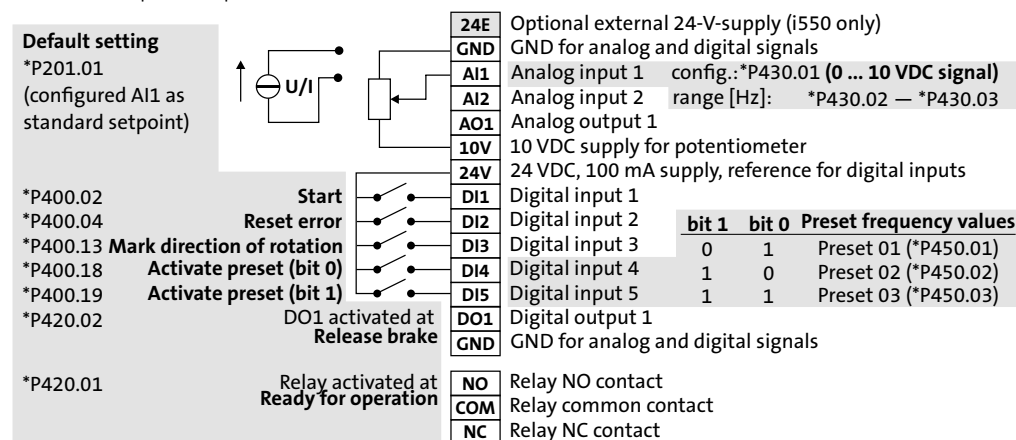 24E Optional external 24-V-supply (i550 only)
Default setting GND GND for analog and digital signals
*P201.01 U/I AI1 Analog input 1 config.:*P430.01 (0 ... 10 VDC signal)
(configured AI1 as AI2 Analog input 2 range [Hz]: *P430.02 — *P430.03
standard setpoint) AO1 Analog output 1
10V 10 VDC supply for potentiometer
24V 24 VDC, 100 mA supply, reference for digital inputs
*P400.02 Start DI1 Digital input 1
*P400.04 Reset error DI2 Digital input 2 bit 1 bit 0 Preset frequency values
*P400.13 Mark direction of rotation DI3 Digital input 3 0 1 Preset 01 (*P450.01)
*P400.18 Activate preset (bit 0) DI4 Digital input 4 1 0 Preset 02 (*P450.02)
*P400.19 Activate preset (bit 1) DI5 Digital input 5 1 1 Preset 03 (*P450.03)
*P420.02 DO1 activated at DO1 Digital output 1
Release brake GND GND for analog and digital signals
*P420.01 Relay activated at NO Relay NO contact
Ready for operation
COM Relay common contact
NC Relay NC contact